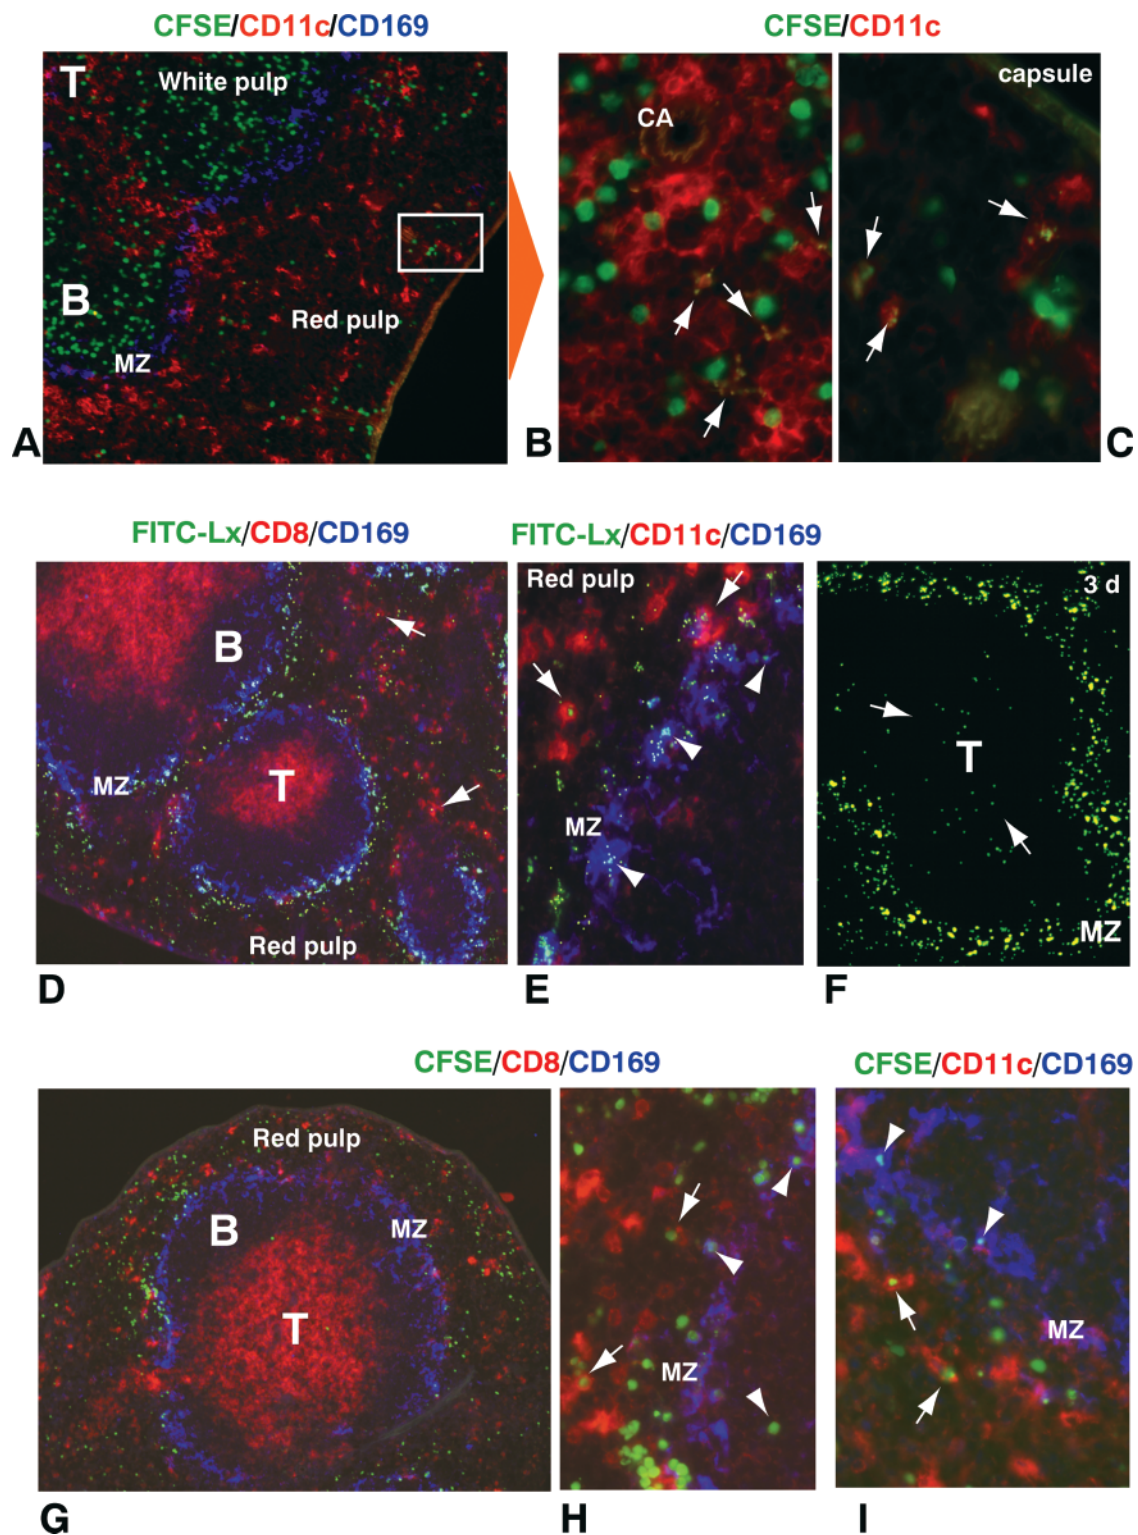 CFSE/CD11c/CD169
CFSE/CD11c
T
White pulp
B
MZ
Red pulp
CA
capsule
A
B
C
FITC-Lx/CD8/CD169
FITC-Lx/CD11c/CD169
B
MZ
T
Red pulp
Red pulp
MZ
3 d
T
MZ
D
E
F
CFSE/CD8/CD169
CFSE/CD11c/CD169
Red pulp
B
MZ
T
MZ
MZ
G
H
I